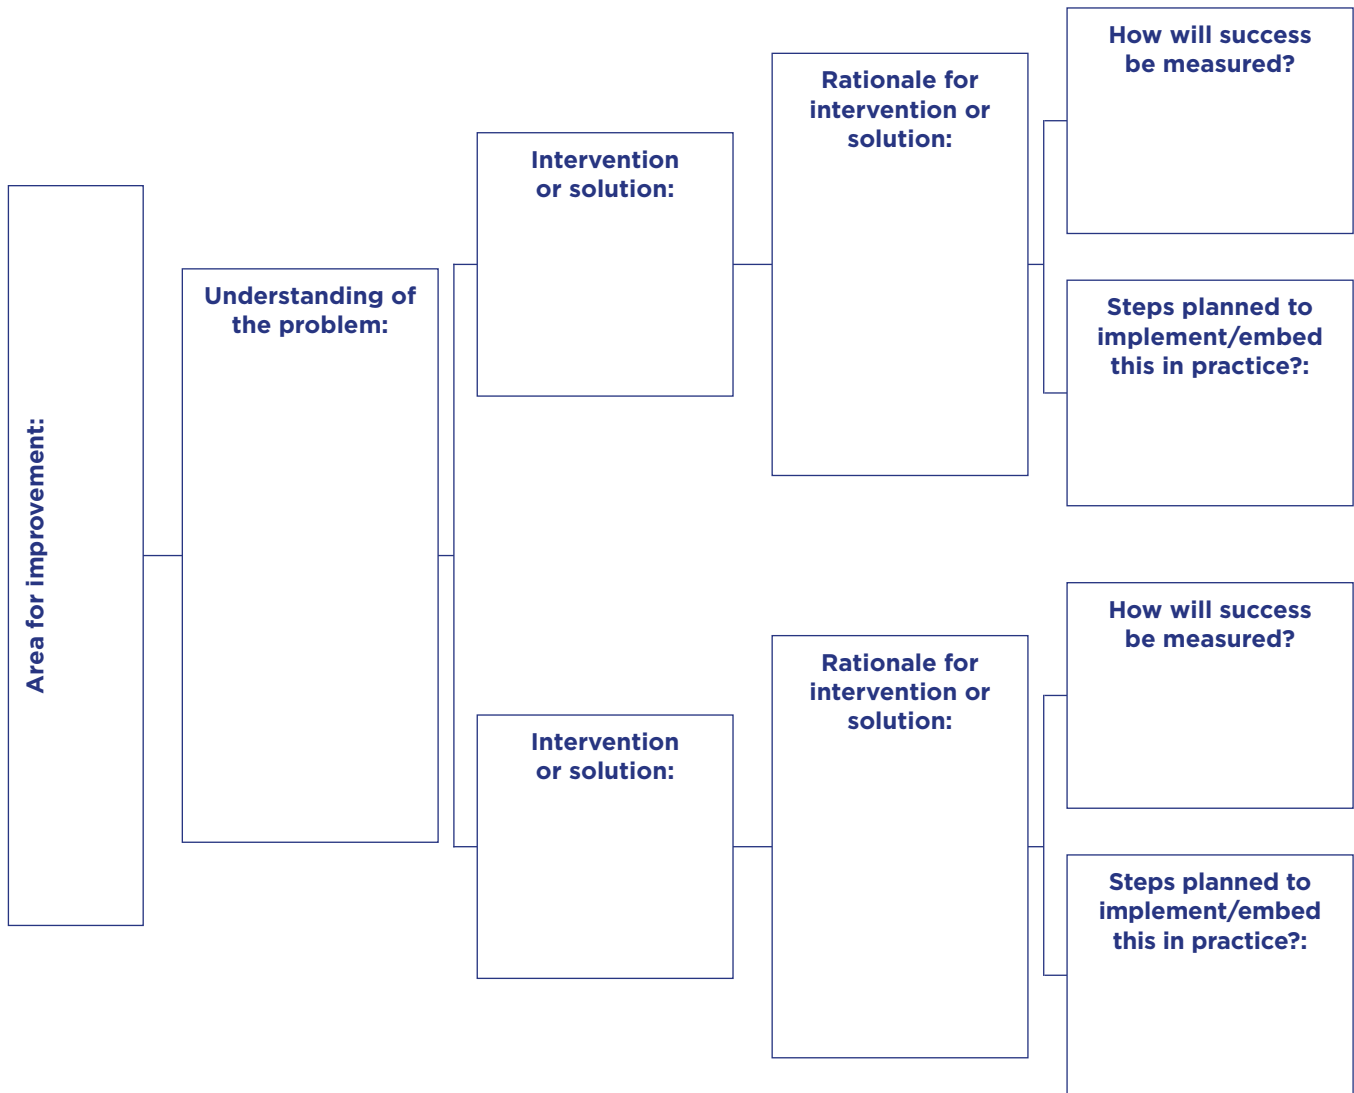 Area for improvement:
Understanding of
the problem:
Intervention
or solution:
Rationale for
intervention or
solution:
How will success
be measured?
Steps planned to
implement/embed
this in practice?:
Intervention
or solution:
Rationale for
intervention or
solution:
How will success
be measured?
Steps planned to
implement/embed
this in practice?: